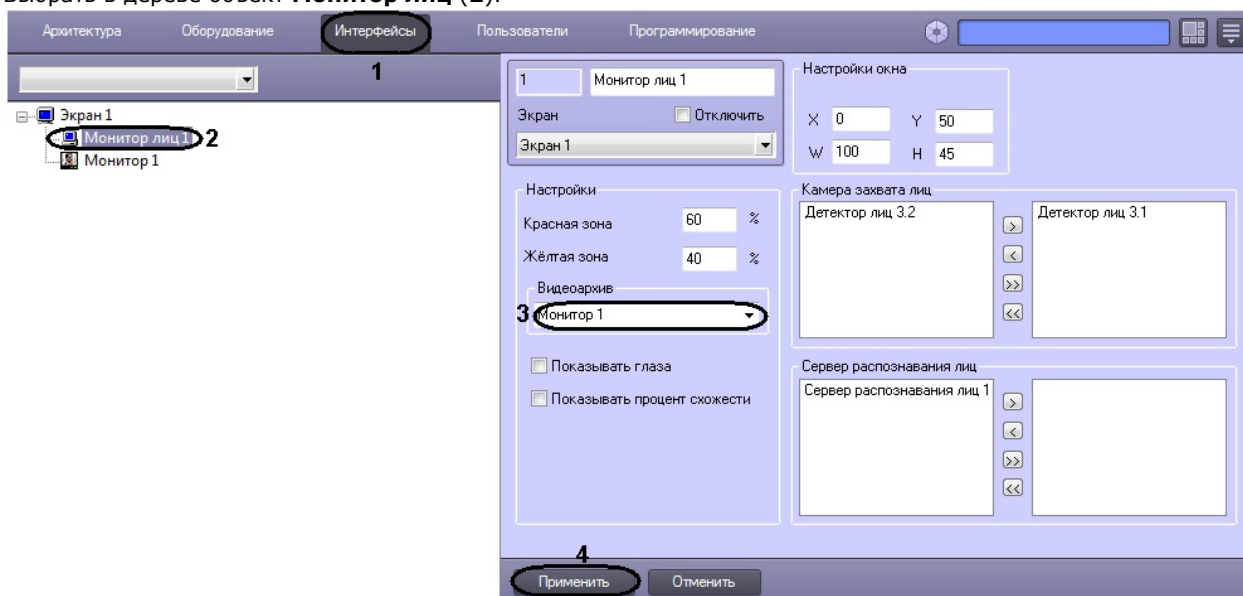 Выбрать в дереве объект Монитор лиц (2).
Архитектура Оборудование Интерфейсы Пользователи Программирование
1
1 Монитор лиц 1
Экран Отключить
Экран 1
Настройки окна
X 0 Y 50
W 100 H 45
Экран 1
Монитор лиц 1 2
Монитор 1
Настройки
Красная зона 60 %
Жёлтая зона 40 %
Видеоархив
3 Монитор 1
Показывать глаза
Показывать процент схожести
Камера захвата лиц
Детектор лиц 3.2 Детектор лиц 3.1
>
<
>>
<<
Сервер распознавания лиц
Сервер распознавания лиц 1
>
<
>>
<<
4
Применить Отменить